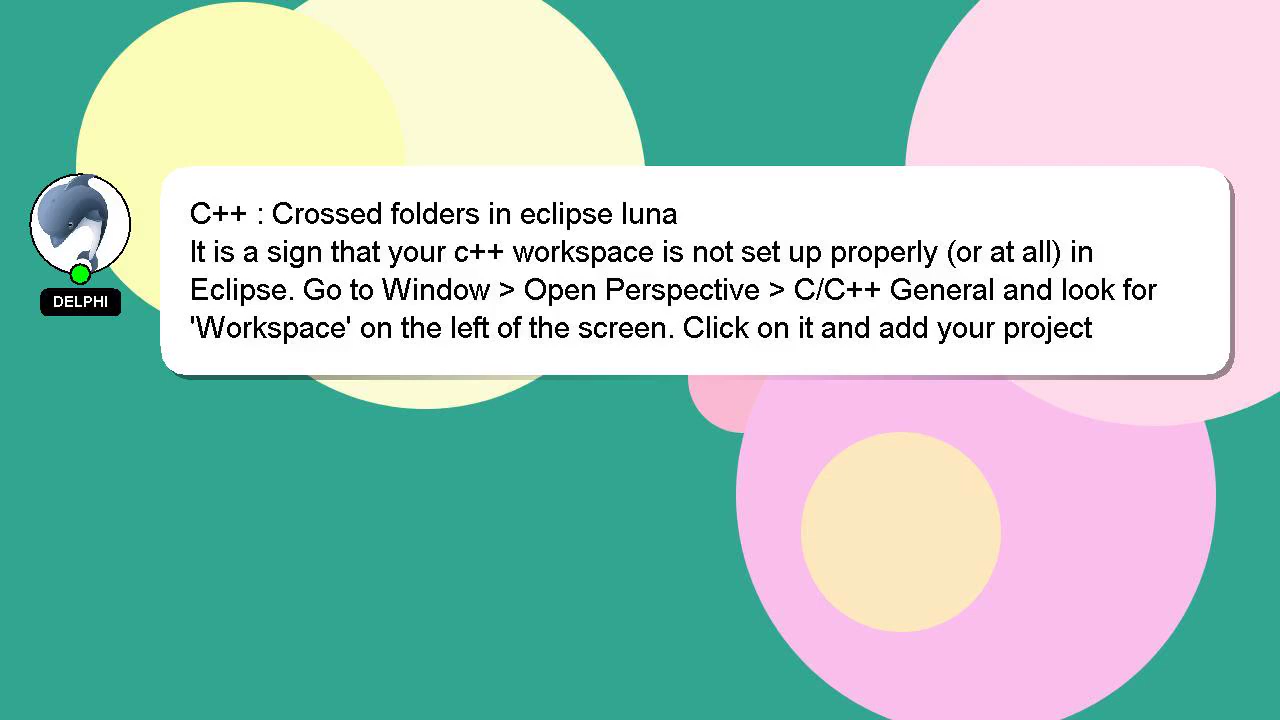 C++ : Crossed folders in eclipse luna
It is a sign that your c++ workspace is not set up properly (or at all) in
Eclipse. Go to Window > Open Perspective > C/C++ General and look for
'Workspace' on the left of the screen. Click on it and add your project
DELPHI